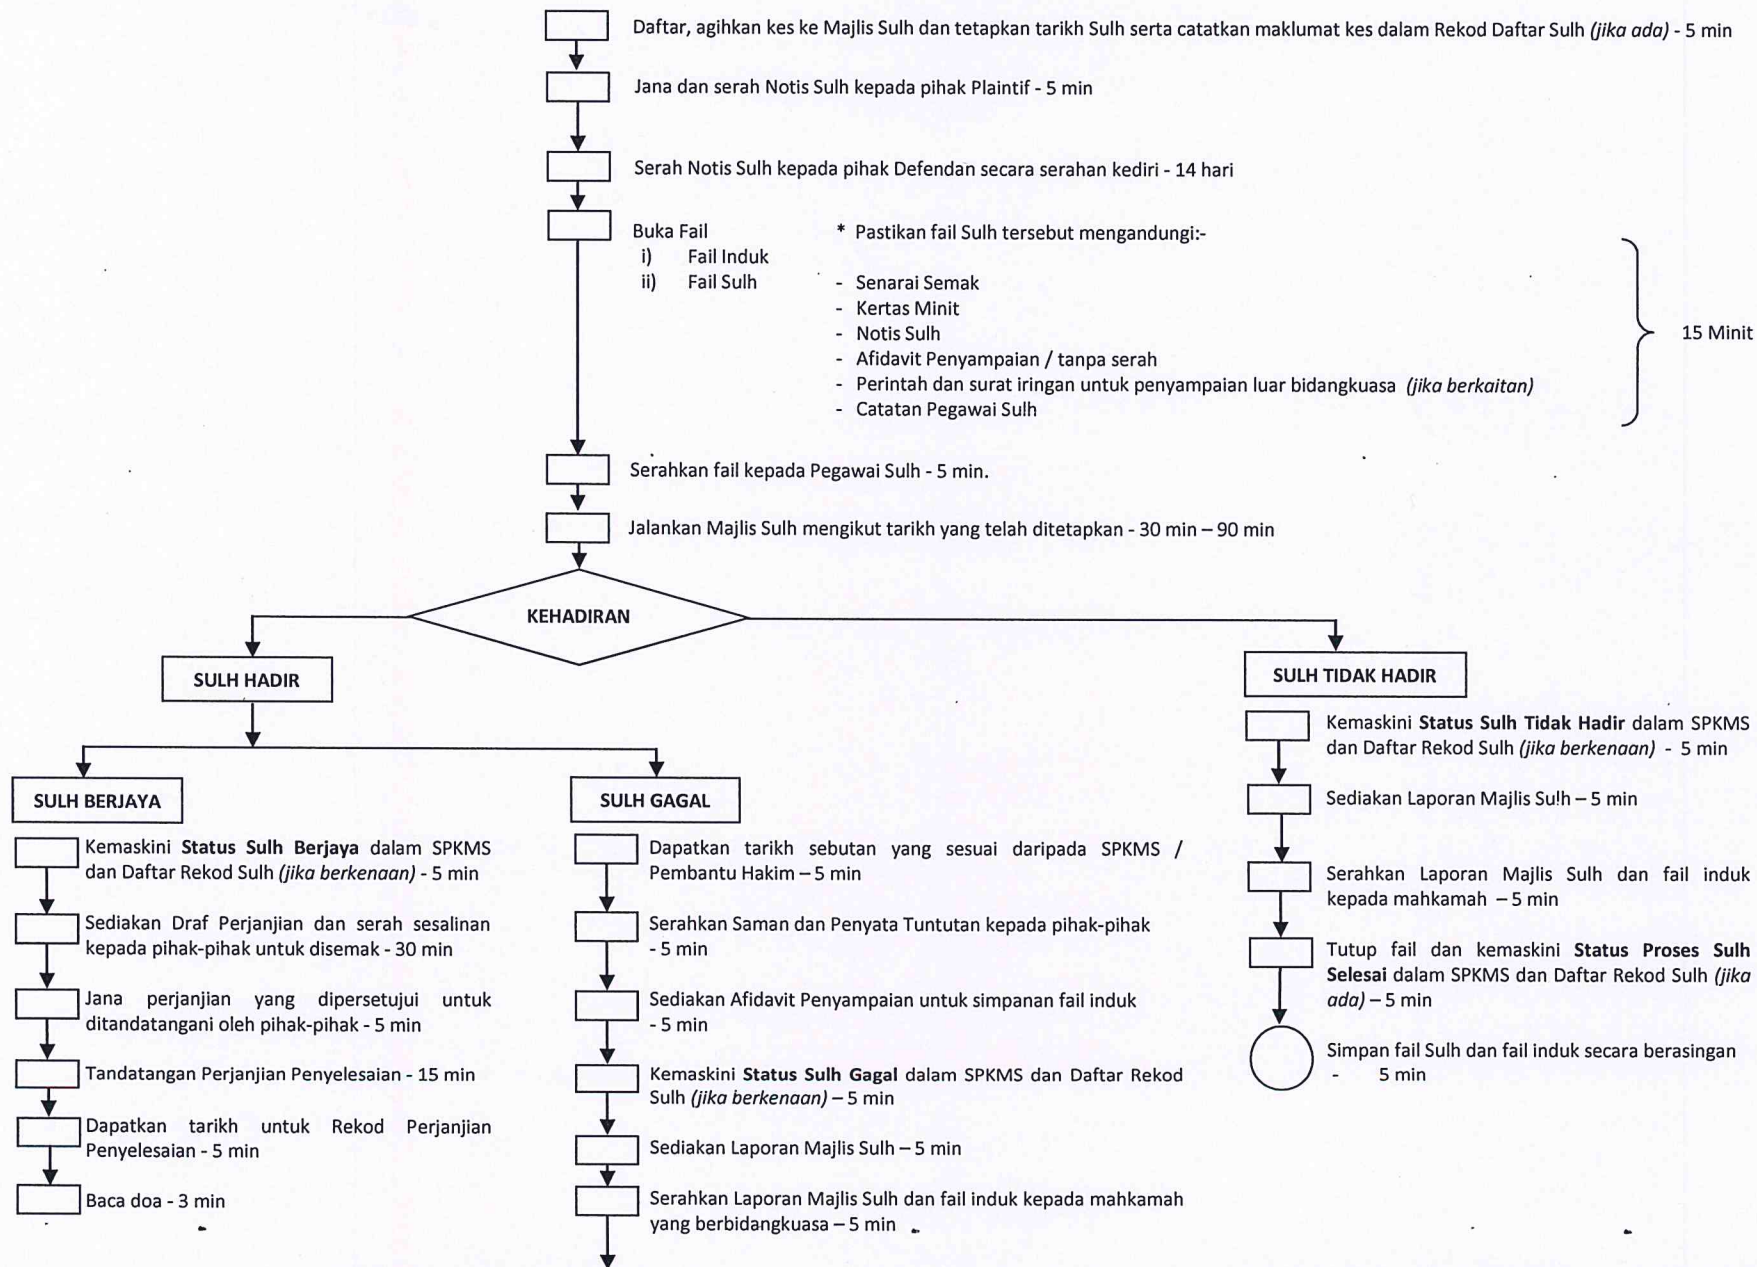 Daftar, agihkan kes ke Majlis Sulh dan tetapkan tarikh Sulh serta catatkan maklumat kes dalam Rekod Daftar Sulh (jika ada) - 5 min
Jana dan serah Notis Sulh kepada pihak Plaintif - 5 min
Serah Notis Sulh kepada pihak Defendan secara serahan kediri - 14 hari
Buka Fail
i) Fail Induk
ii) Fail Sulh
* Pastikan fail Sulh tersebut mengandungi:-
- Senarai Semak
- Kertas Minit
- Notis Sulh
- Afidavit Penyampaian / tanpa serah
- Perintah dan surat iringan untuk penyampaian luar bidangkuasa (jika berkaitan)
- Catatan Pegawai Sulh
15 Minit
Serahkan fail kepada Pegawai Sulh - 5 min.
Jalankan Majlis Sulh mengikut tarikh yang telah ditetapkan - 30 min – 90 min
KEHADIRAN
SULH HADIR
SULH BERJAYA
Kemaskini Status Sulh Berjaya dalam SPKMS
dan Daftar Rekod Sulh (jika berkenaan) - 5 min
Sediakan Draf Perjanjian dan serah sesalinan
kepada pihak-pihak untuk disemak - 30 min
Jana perjanjian yang dipersetujui untuk
ditandatangani oleh pihak-pihak - 5 min
Tandatangan Perjanjian Penyelesaian - 15 min
Dapatkan tarikh untuk Rekod Perjanjian
Penyelesaian - 5 min
Baca doa - 3 min
SULH GAGAL
Dapatkan tarikh sebutan yang sesuai daripada SPKMS /
Pembantu Hakim – 5 min
Serahkan Saman dan Penyata Tuntutan kepada pihak-pihak
- 5 min
Sediakan Afidavit Penyampaian untuk simpanan fail induk
- 5 min
Kemaskini Status Sulh Gagal dalam SPKMS dan Daftar Rekod
Sulh (jika berkenaan) – 5 min
Sediakan Laporan Majlis Sulh – 5 min
Serahkan Laporan Majlis Sulh dan fail induk kepada mahkamah
yang berbidangkuasa – 5 min
SULH TIDAK HADIR
Kemaskini Status Sulh Tidak Hadir dalam SPKMS
dan Daftar Rekod Sulh (jika berkenaan) - 5 min
Sediakan Laporan Majlis Sulh – 5 min
Serahkan Laporan Majlis Sulh dan fail induk
kepada mahkamah – 5 min
Tutup fail dan kemaskini Status Proses Sulh
Selesai dalam SPKMS dan Daftar Rekod Sulh (jika
ada) – 5 min
Simpan fail Sulh dan fail induk secara berasingan
- 5 min